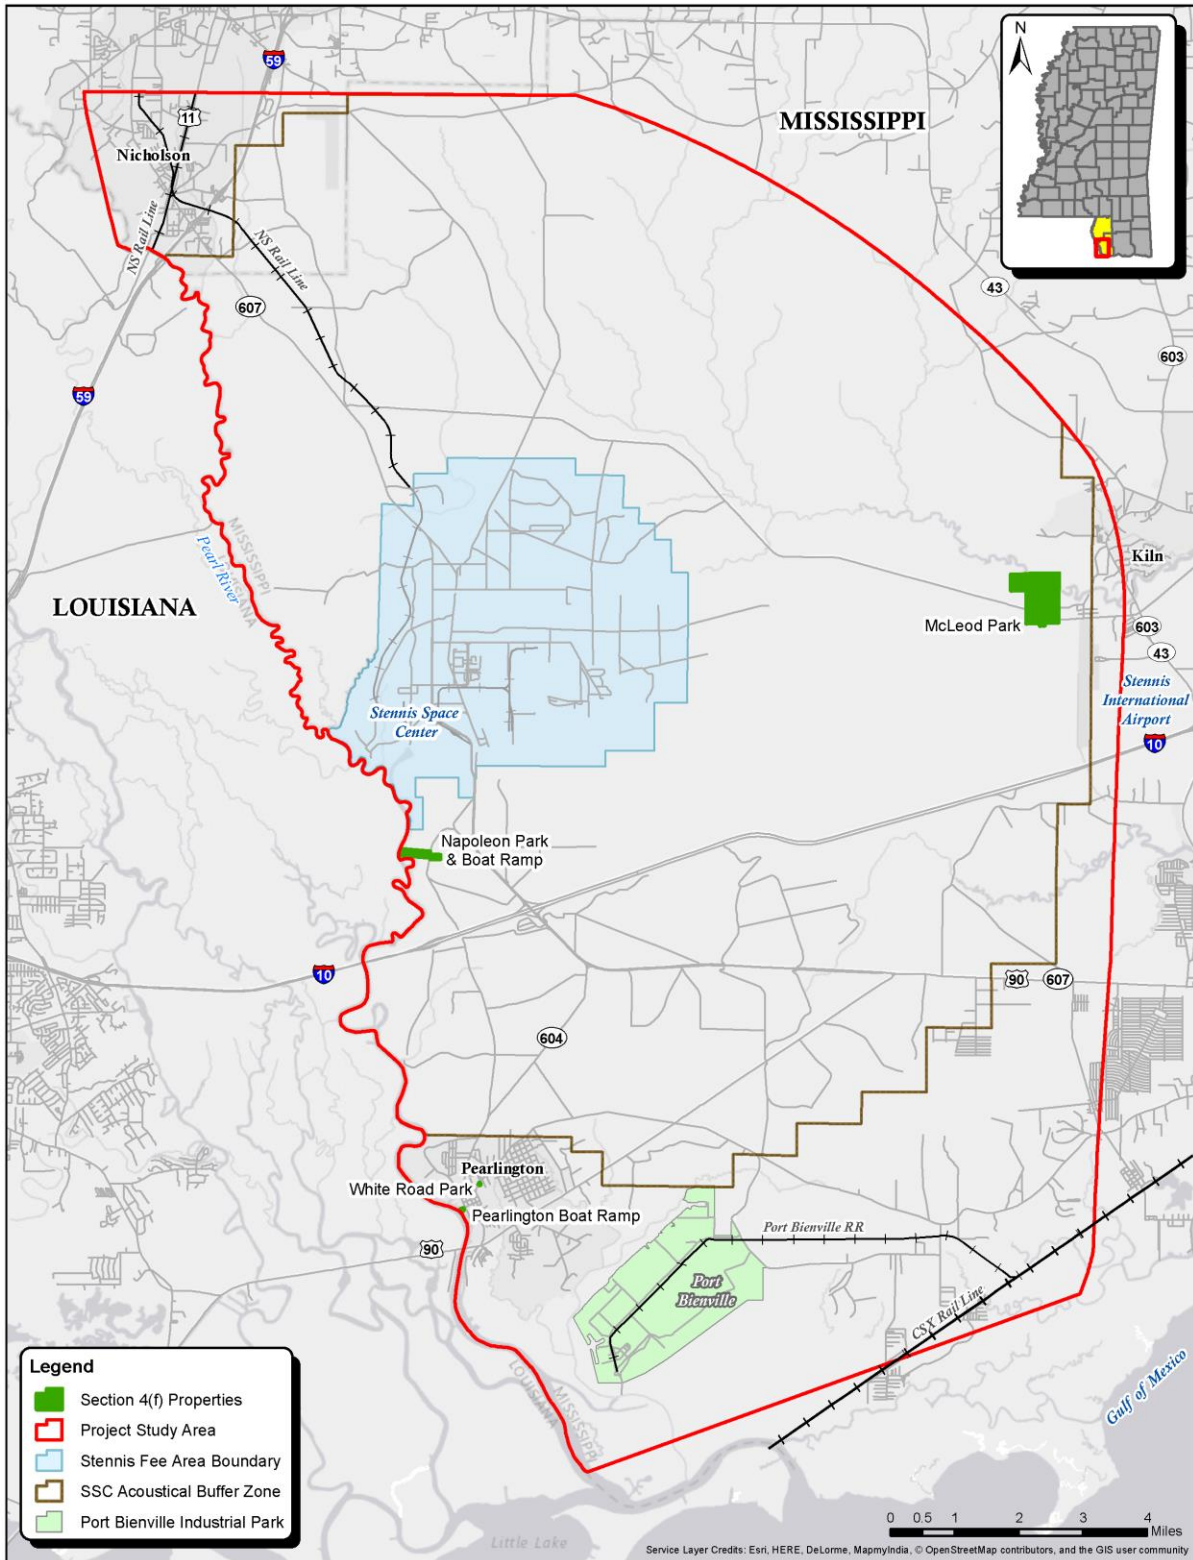 59
N
MISSISSIPPI
11
Nicholson
NS Rail Line
NS Rail Line
607
43
603
59
MISSISSIPPI
LOUISIANA
Pearl River
Kiln
LOUISIANA
McLeod Park
603
43
Stennis
International
Airport
Stennis Space
Center
10
Napoleon Park
& Boat Ramp
10
90
607
604
Pearlington
White Road Park
Pearlington Boat Ramp
90
Port Bienville RR
Port
Bienville
CSX Rail Line
LOUISIANA
MISSISSIPPI
Gulf of Mexico
Legend
Section 4(f) Properties
Project Study Area
Stennis Fee Area Boundary
SSC Acoustical Buffer Zone
Port Bienville Industrial Park
Little Lake
0 0.5 1 2 3 4
Miles
Service Layer Credits: Esri, HERE, DeLorme, MapmyIndia, © OpenStreetMap contributors, and the GIS user community